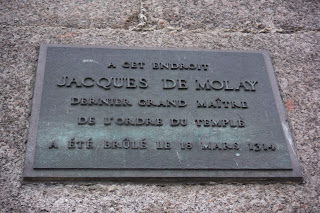 A CET ENDROIT
JACQUES DE MOLAY
DERNIER GRAND MAÎTRE
DE L'ORDRE DU TEMPLE
A ÉTÉ BRÛLÉ LE 18 MARS 1314